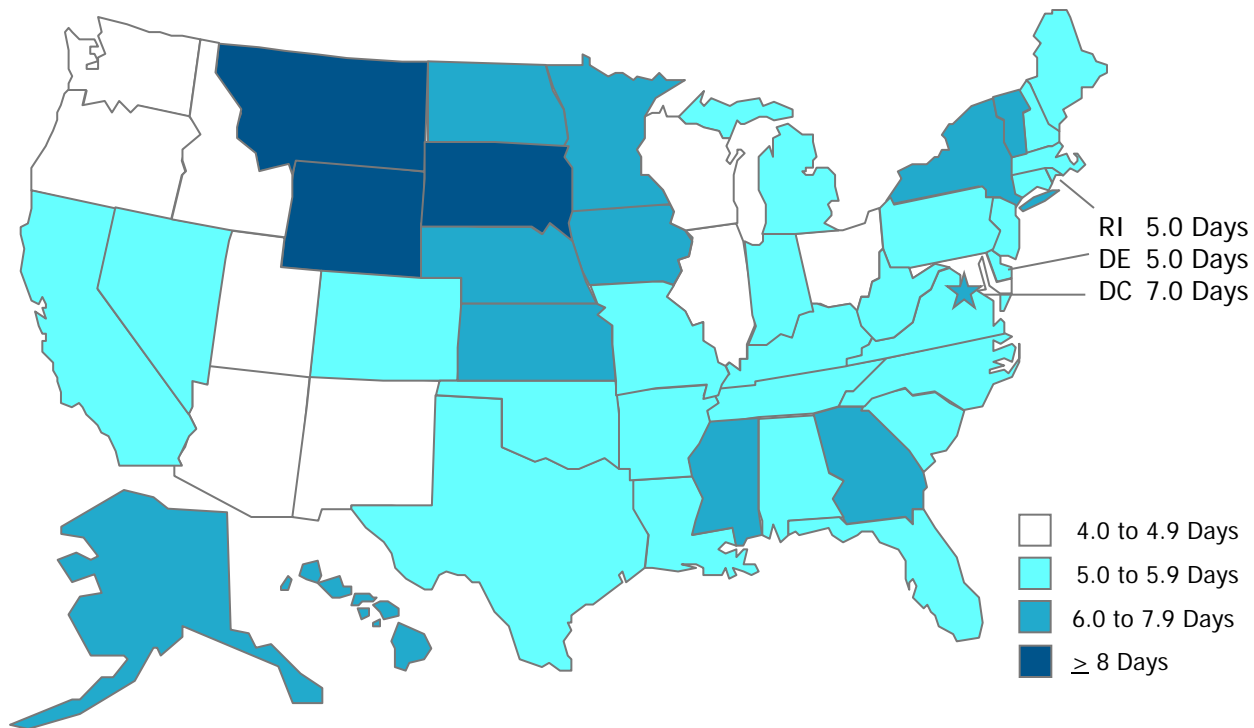 RI 5.0 Days
DE 5.0 Days
DC 7.0 Days
4.0 to 4.9 Days
5.0 to 5.9 Days
6.0 to 7.9 Days
≥ 8 Days